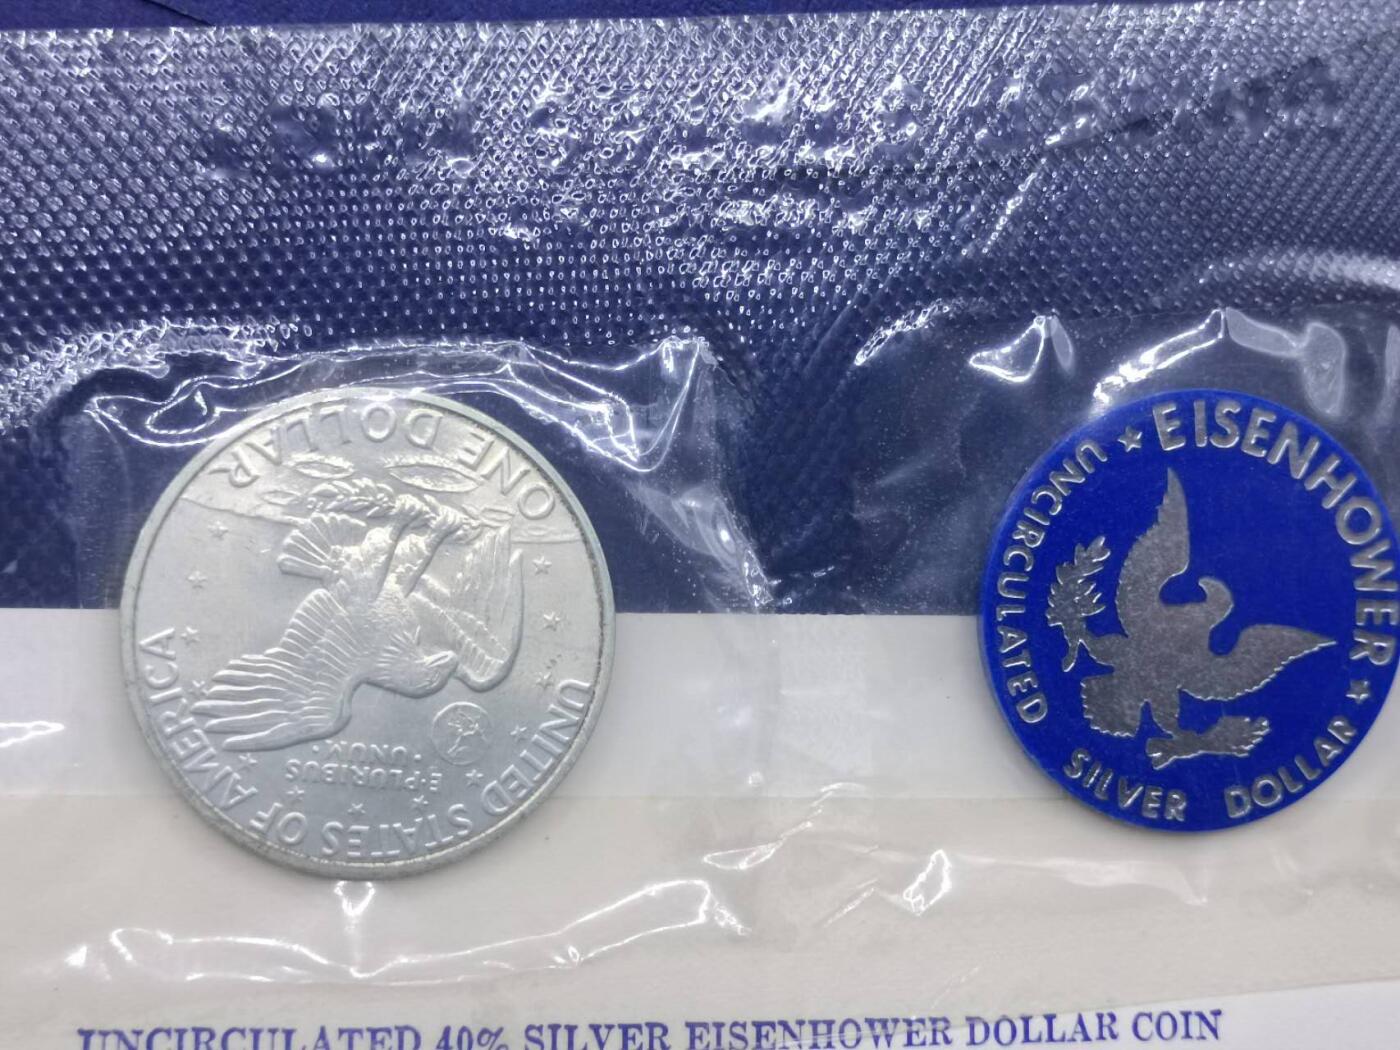 UNITED STATES OF AMERICA
E·PLURIBUS
·UNUM·
ONE DOLLAR
★ EISENHOWER ★
UNCIRCULATED SILVER DOLLAR
UNCIRCULATED 40% SILVER EISENHOWER DOLLAR COIN